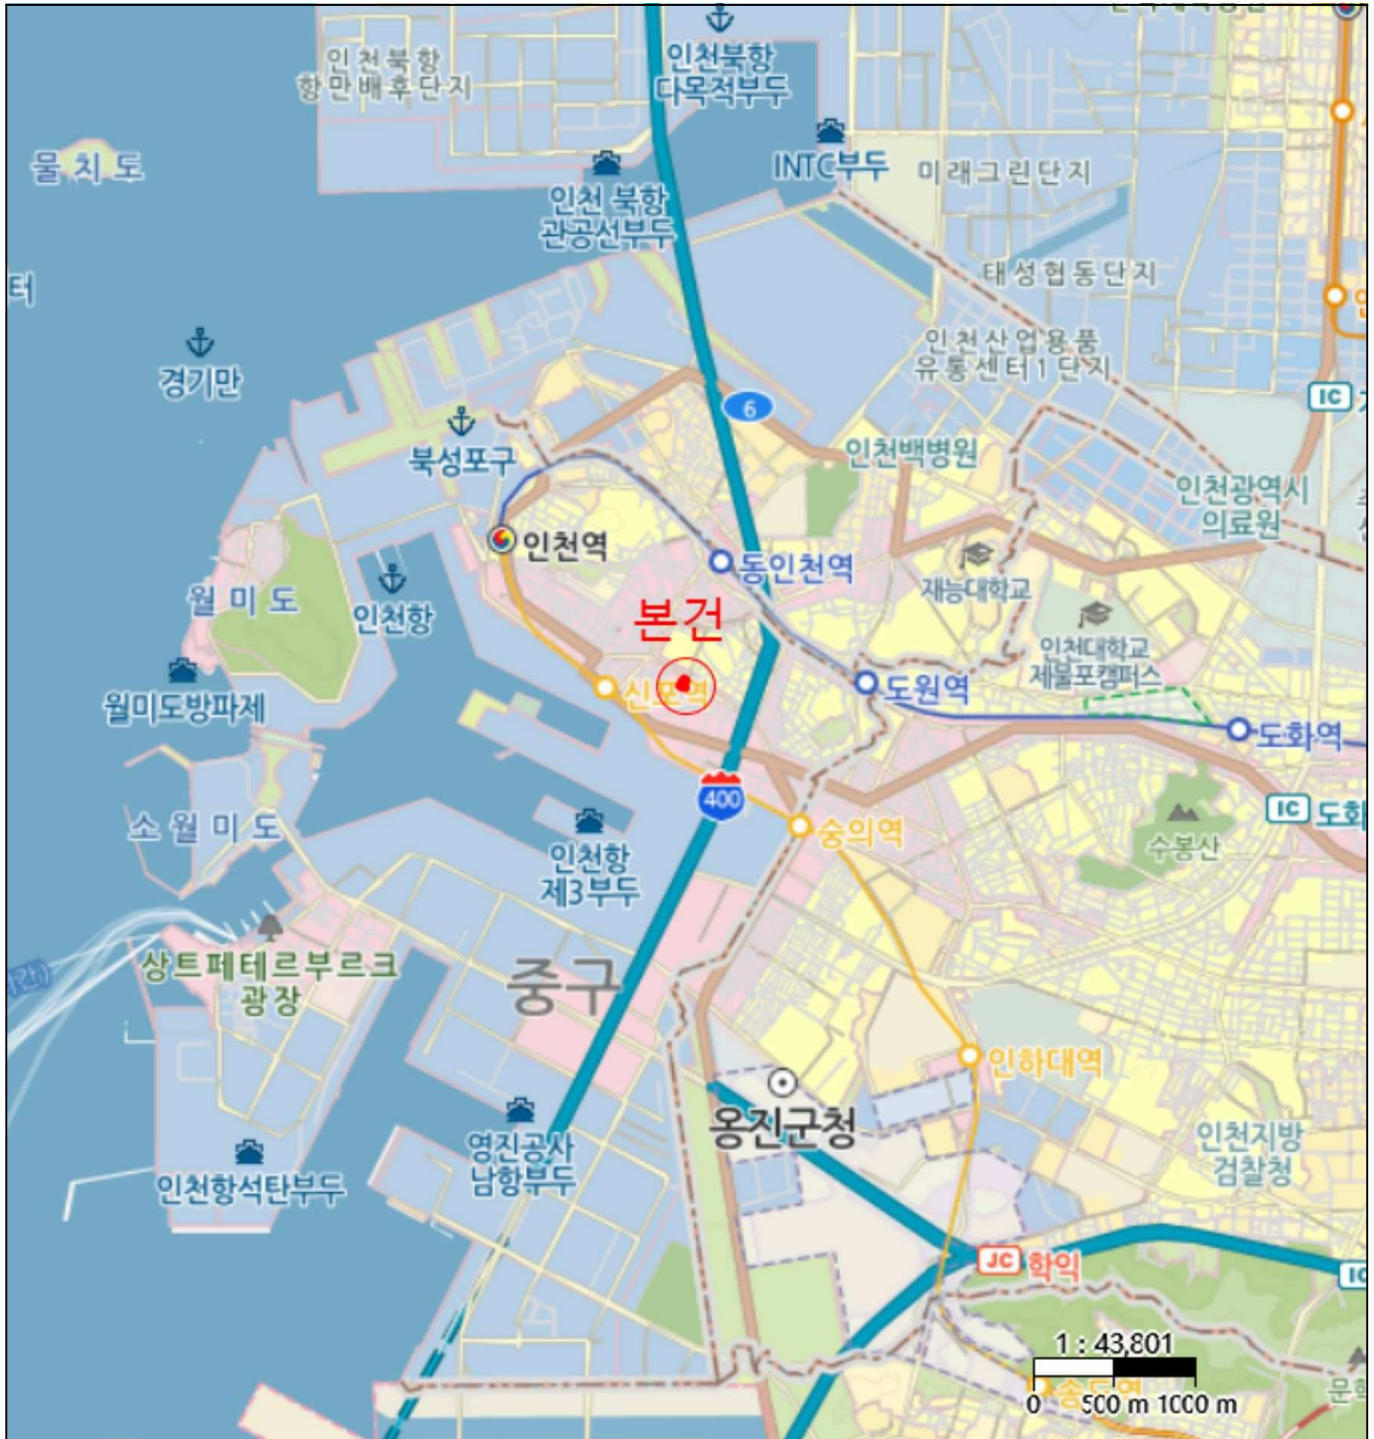 인천북항
항만배후단지
인천북항
다목적부두
물치도
INTC부두
미래그린단지
인천 북항
관공선부두
터
태성협동단지
인천산업용품
유통센터1단지
경기만
IC
6
북성포구
인천백병원
인천광역시
의료원
인천역
동인천역
재능대학교
월미도
인천항
본건
인천대학교
제물포캠퍼스
신포역
도원역
월미도방파제
도화역
400
IC 도화
소월미도
숭의역
수봉산
인천항
제3부두
상트페테르부르크
광장
중구
인하대역
옹진군청
영진공사
남항부두
인천지방
검찰청
인천항석탄부두
JC 학익
IC
1 : 43,801
송도역
0 500 m 1000 m
문학